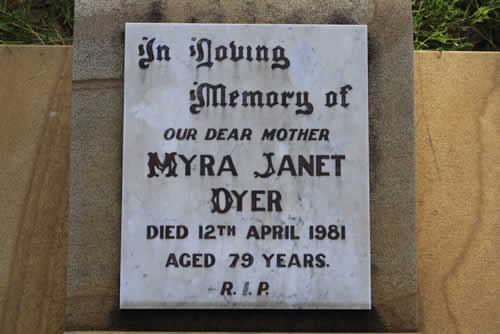 In Loving
Memory of
OUR DEAR MOTHER
MYRA JANET
DYER
DIED 12TH APRIL 1981
AGED 79 YEARS.
R.I.P.